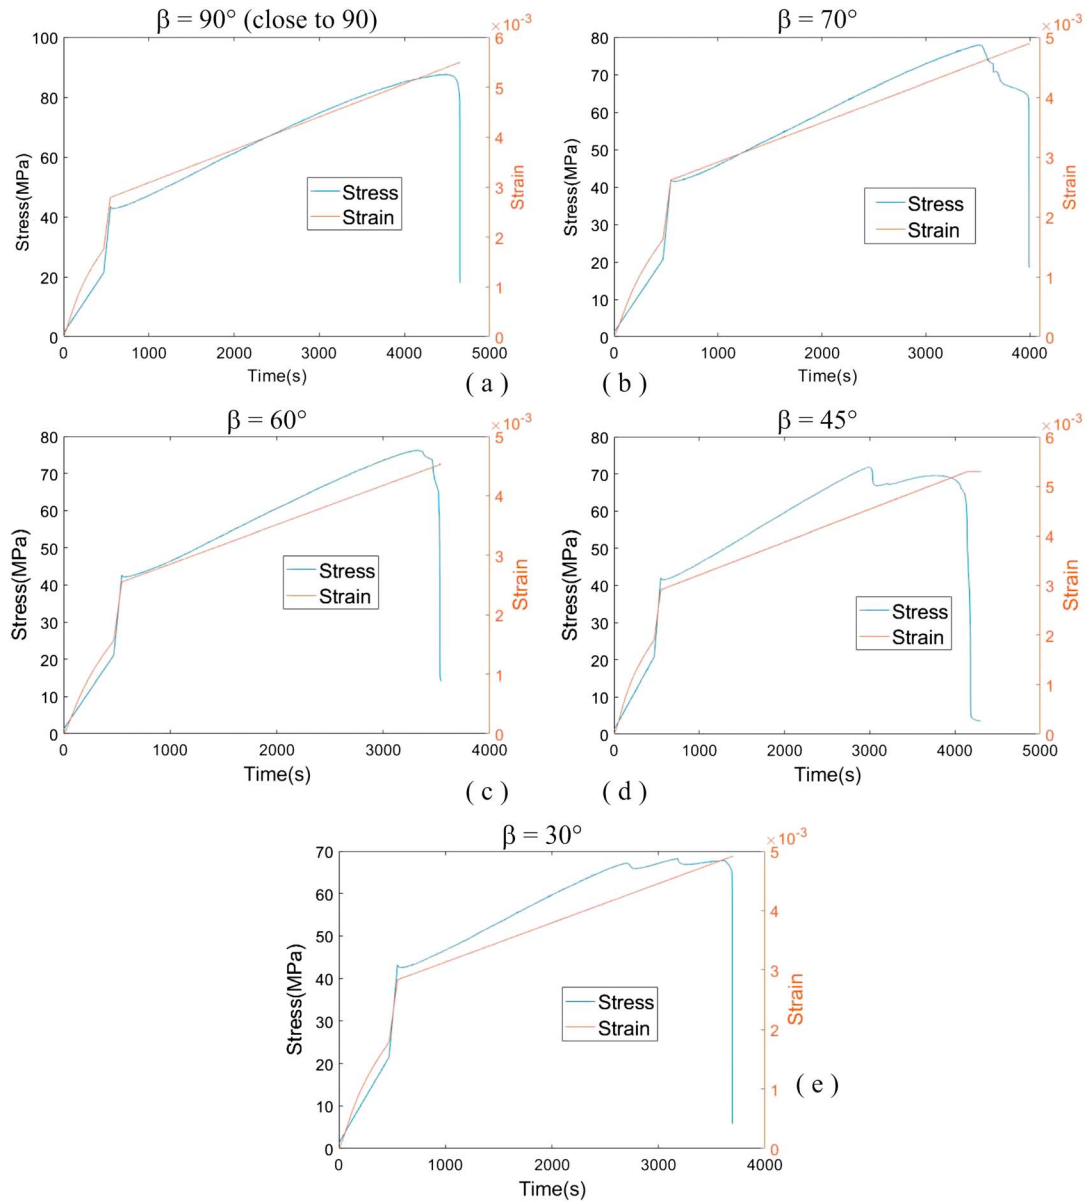 β = 90° (close to 90)
×10⁻³
100
80
60
40
20
0
Stress(MPa)
6
5
4
3
2
1
0
Strain
Stress
Strain
0 1000 2000 3000 4000 5000
Time(s)
( a )
β = 70°
×10⁻³
80
70
60
50
40
30
20
10
0
Stress(MPa)
5
4
3
2
1
0
Strain
Stress
Strain
0 1000 2000 3000 4000
Time(s)
( b )
β = 60°
×10⁻³
80
70
60
50
40
30
20
10
0
Stress(MPa)
5
4
3
2
1
0
Strain
Stress
Strain
0 1000 2000 3000 4000
Time(s)
( c )
β = 45°
×10⁻³
80
70
60
50
40
30
20
10
0
Stress(MPa)
6
5
4
3
2
1
0
Strain
Stress
Strain
0 1000 2000 3000 4000 5000
Time(s)
( d )
β = 30°
×10⁻³
70
60
50
40
30
20
10
0
Stress(MPa)
5
4
3
2
1
0
Strain
Stress
Strain
0 1000 2000 3000 4000
Time(s)
( e )